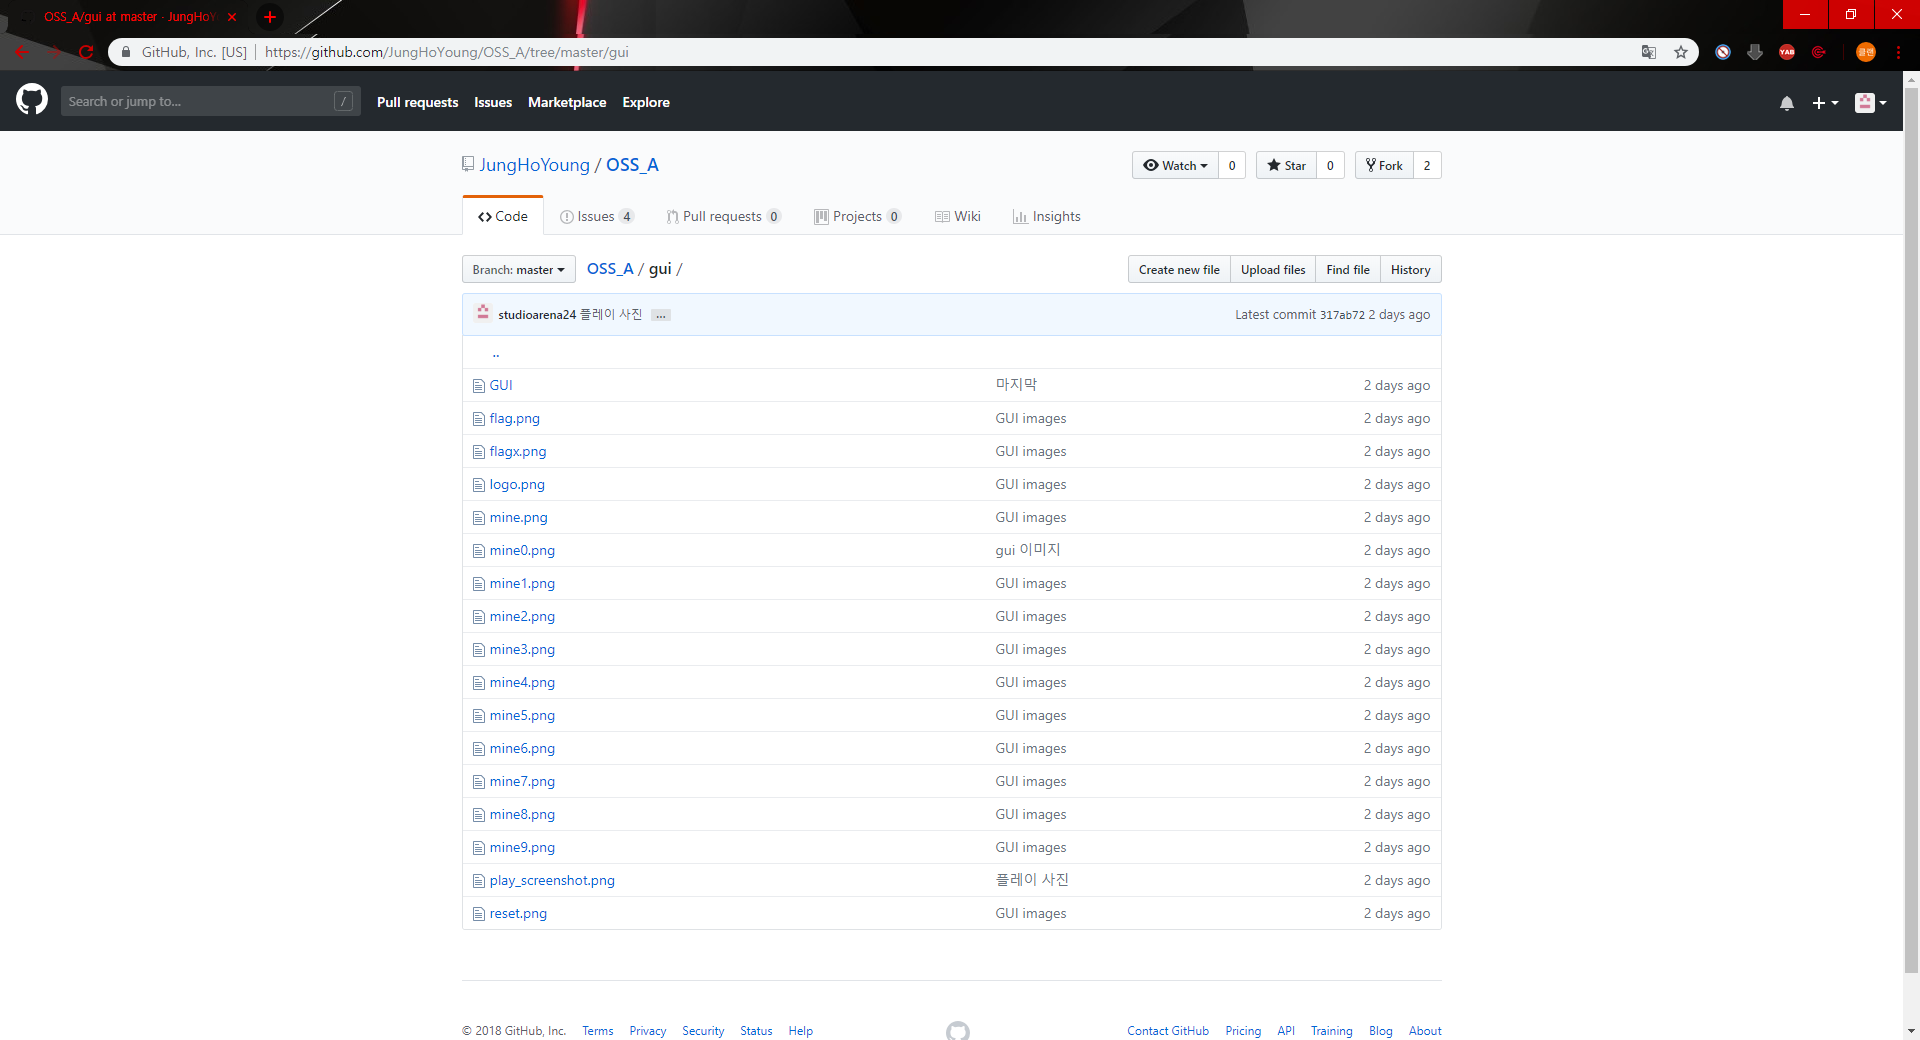 OSS_A/gui at master · JungHoY
GitHub, Inc. [US] https://github.com/JungHoYoung/OSS_A/tree/master/gui
YAB
클랜
Search or jump to... /
Pull requests Issues Marketplace Explore
JungHoYoung / OSS_A
Watch 0 Star 0 Fork 2
Code Issues 4 Pull requests 0 Projects 0 Wiki Insights
Branch: master OSS_A / gui /
Create new file Upload files Find file History
studioarena24 플레이 사진 ... Latest commit 317ab72 2 days ago
..
GUI 마지막 2 days ago
flag.png GUI images 2 days ago
flagx.png GUI images 2 days ago
logo.png GUI images 2 days ago
mine.png GUI images 2 days ago
mine0.png gui 이미지 2 days ago
mine1.png GUI images 2 days ago
mine2.png GUI images 2 days ago
mine3.png GUI images 2 days ago
mine4.png GUI images 2 days ago
mine5.png GUI images 2 days ago
mine6.png GUI images 2 days ago
mine7.png GUI images 2 days ago
mine8.png GUI images 2 days ago
mine9.png GUI images 2 days ago
play_screenshot.png 플레이 사진 2 days ago
reset.png GUI images 2 days ago
© 2018 GitHub, Inc. Terms Privacy Security Status Help Contact GitHub Pricing API Training Blog About